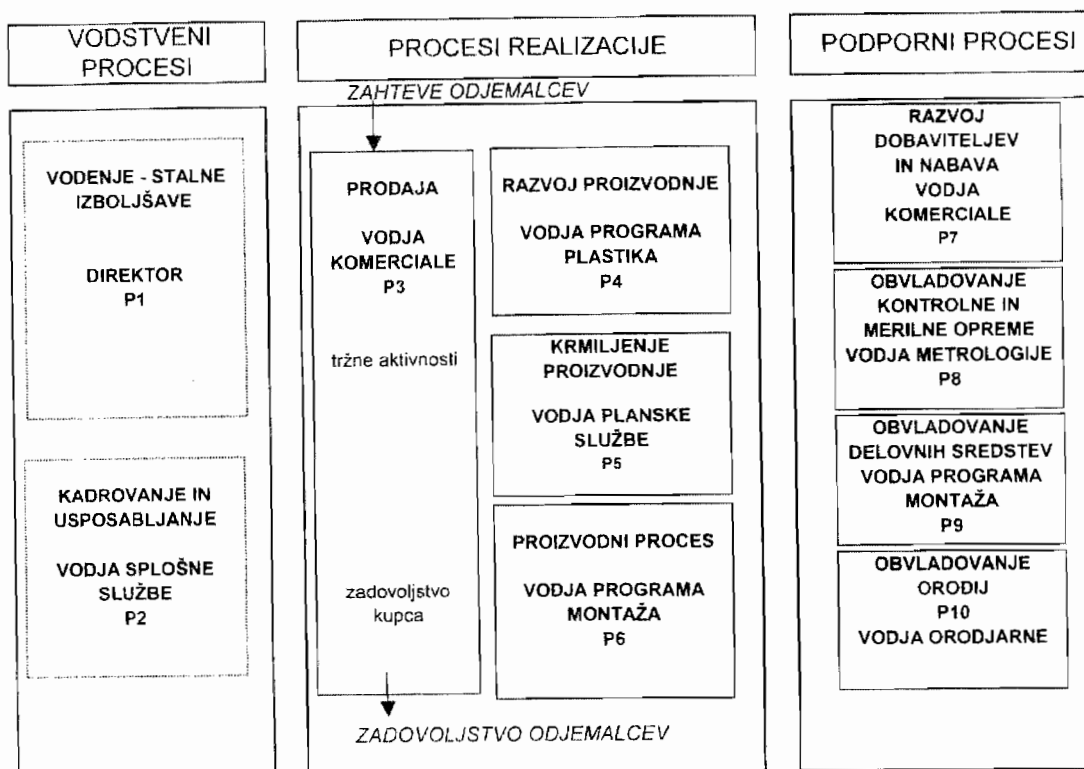 VODSTVENI
PROCESI
PROCESI REALIZACIJE
PODPORNI PROCESI
VODENJE - STALNE
IZBOLJŠAVE
DIREKTOR
P1
KADROVANJE IN
USPOSABLJANJE
VODJA SPLOŠNE
SLUŽBE
P2
ZAHTEVE ODJEMALCEV
PRODAJA
VODJA
KOMERCIALE
P3
tržne aktivnosti
zadovoljstvo
kupca
RAZVOJ PROIZVODNJE
VODJA PROGRAMA
PLASTIKA
P4
KRMILJENJE
PROIZVODNJE
VODJA PLANSKE
SLUŽBE
P5
PROIZVODNI PROCES
VODJA PROGRAMA
MONTAŽA
P6
ZADOVOLJSTVO ODJEMALCEV
RAZVOJ
DOBAVITELJEV
IN NABAVA
VODJA
KOMERCIALE
P7
OBVLADOVANJE
KONTROLNE IN
MERILNE OPREME
VODJA METROLOGIJE
P8
OBVLADOVANJE
DELOVNIH SREDSTEV
VODJA PROGRAMA
MONTAŽA
P9
OBVLADOVANJE
ORODIJ
P10
VODJA ORODJARNE